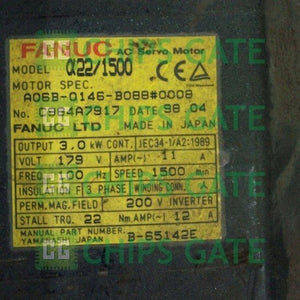 CHIPS GATE
FANUC AC Servo Motor
MODEL α22/1500 CE
MOTOR SPEC.
A06B-0146-B088#0008
No. C984A7917 DATE 98.04
FANUC LTD MADE IN JAPAN
OUTPUT 3.0 kW CONT. IEC34-1/A2:1989
VOLT 179 V AMP(~) 11 A
FREQ. 100 Hz SPEED 1500 min
INSULATION F 3 PHASE WINDING CONN.
PERM.MAG.FIELD 200 V INVERTER
STALL TRQ. 22 Nm.AMP(~) 12 A
MANUAL PART NUMBER B-65142E
YAMANASHI JAPAN
CHIPS GATE